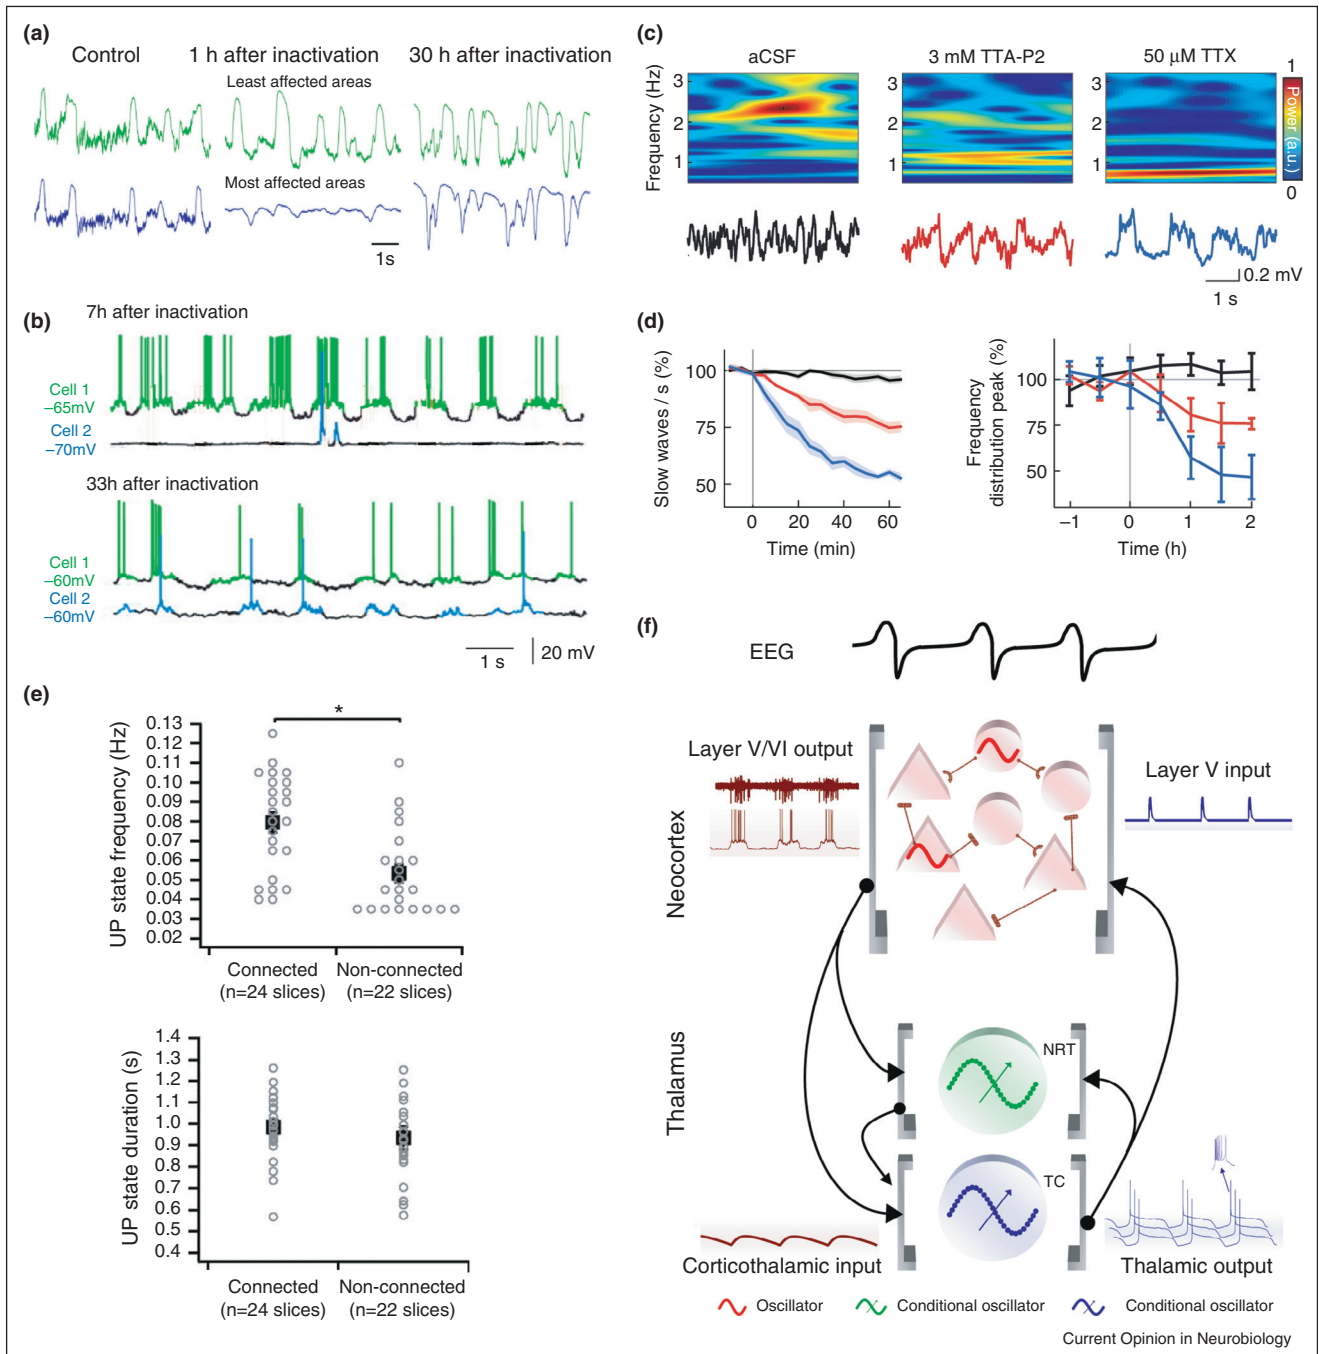 (a)
Control
1 h after inactivation
30 h after inactivation
Least affected areas
Most affected areas
1s
(b)
7h after inactivation
Cell 1
–65mV
Cell 2
–70mV
33h after inactivation
Cell 1
–60mV
Cell 2
–60mV
1 s
20 mV
(c)
aCSF
3 mM TTA-P2
50 µM TTX
Frequency (Hz)
3
2
1
3
2
1
3
2
1
1
Power (a.u.)
0
0.2 mV
1 s
(d)
Slow waves / s (%)
100
75
50
0
20
40
60
Time (min)
Frequency
distribution peak (%)
100
75
50
–1
0
1
2
Time (h)
(e)
*
UP state frequency (Hz)
0.13
0.12
0.11
0.10
0.09
0.08
0.07
0.06
0.05
0.04
0.03
0.02
Connected
(n=24 slices)
Non-connected
(n=22 slices)
UP state duration (s)
1.4
1.3
1.2
1.1
1.0
0.9
0.8
0.7
0.6
0.5
0.4
Connected
(n=24 slices)
Non-connected
(n=22 slices)
(f)
EEG
Layer V/VI output
Layer V input
Neocortex
Thalamus
NRT
TC
Corticothalamic input
Thalamic output
Oscillator
Conditional oscillator
Conditional oscillator
Current Opinion in Neurobiology